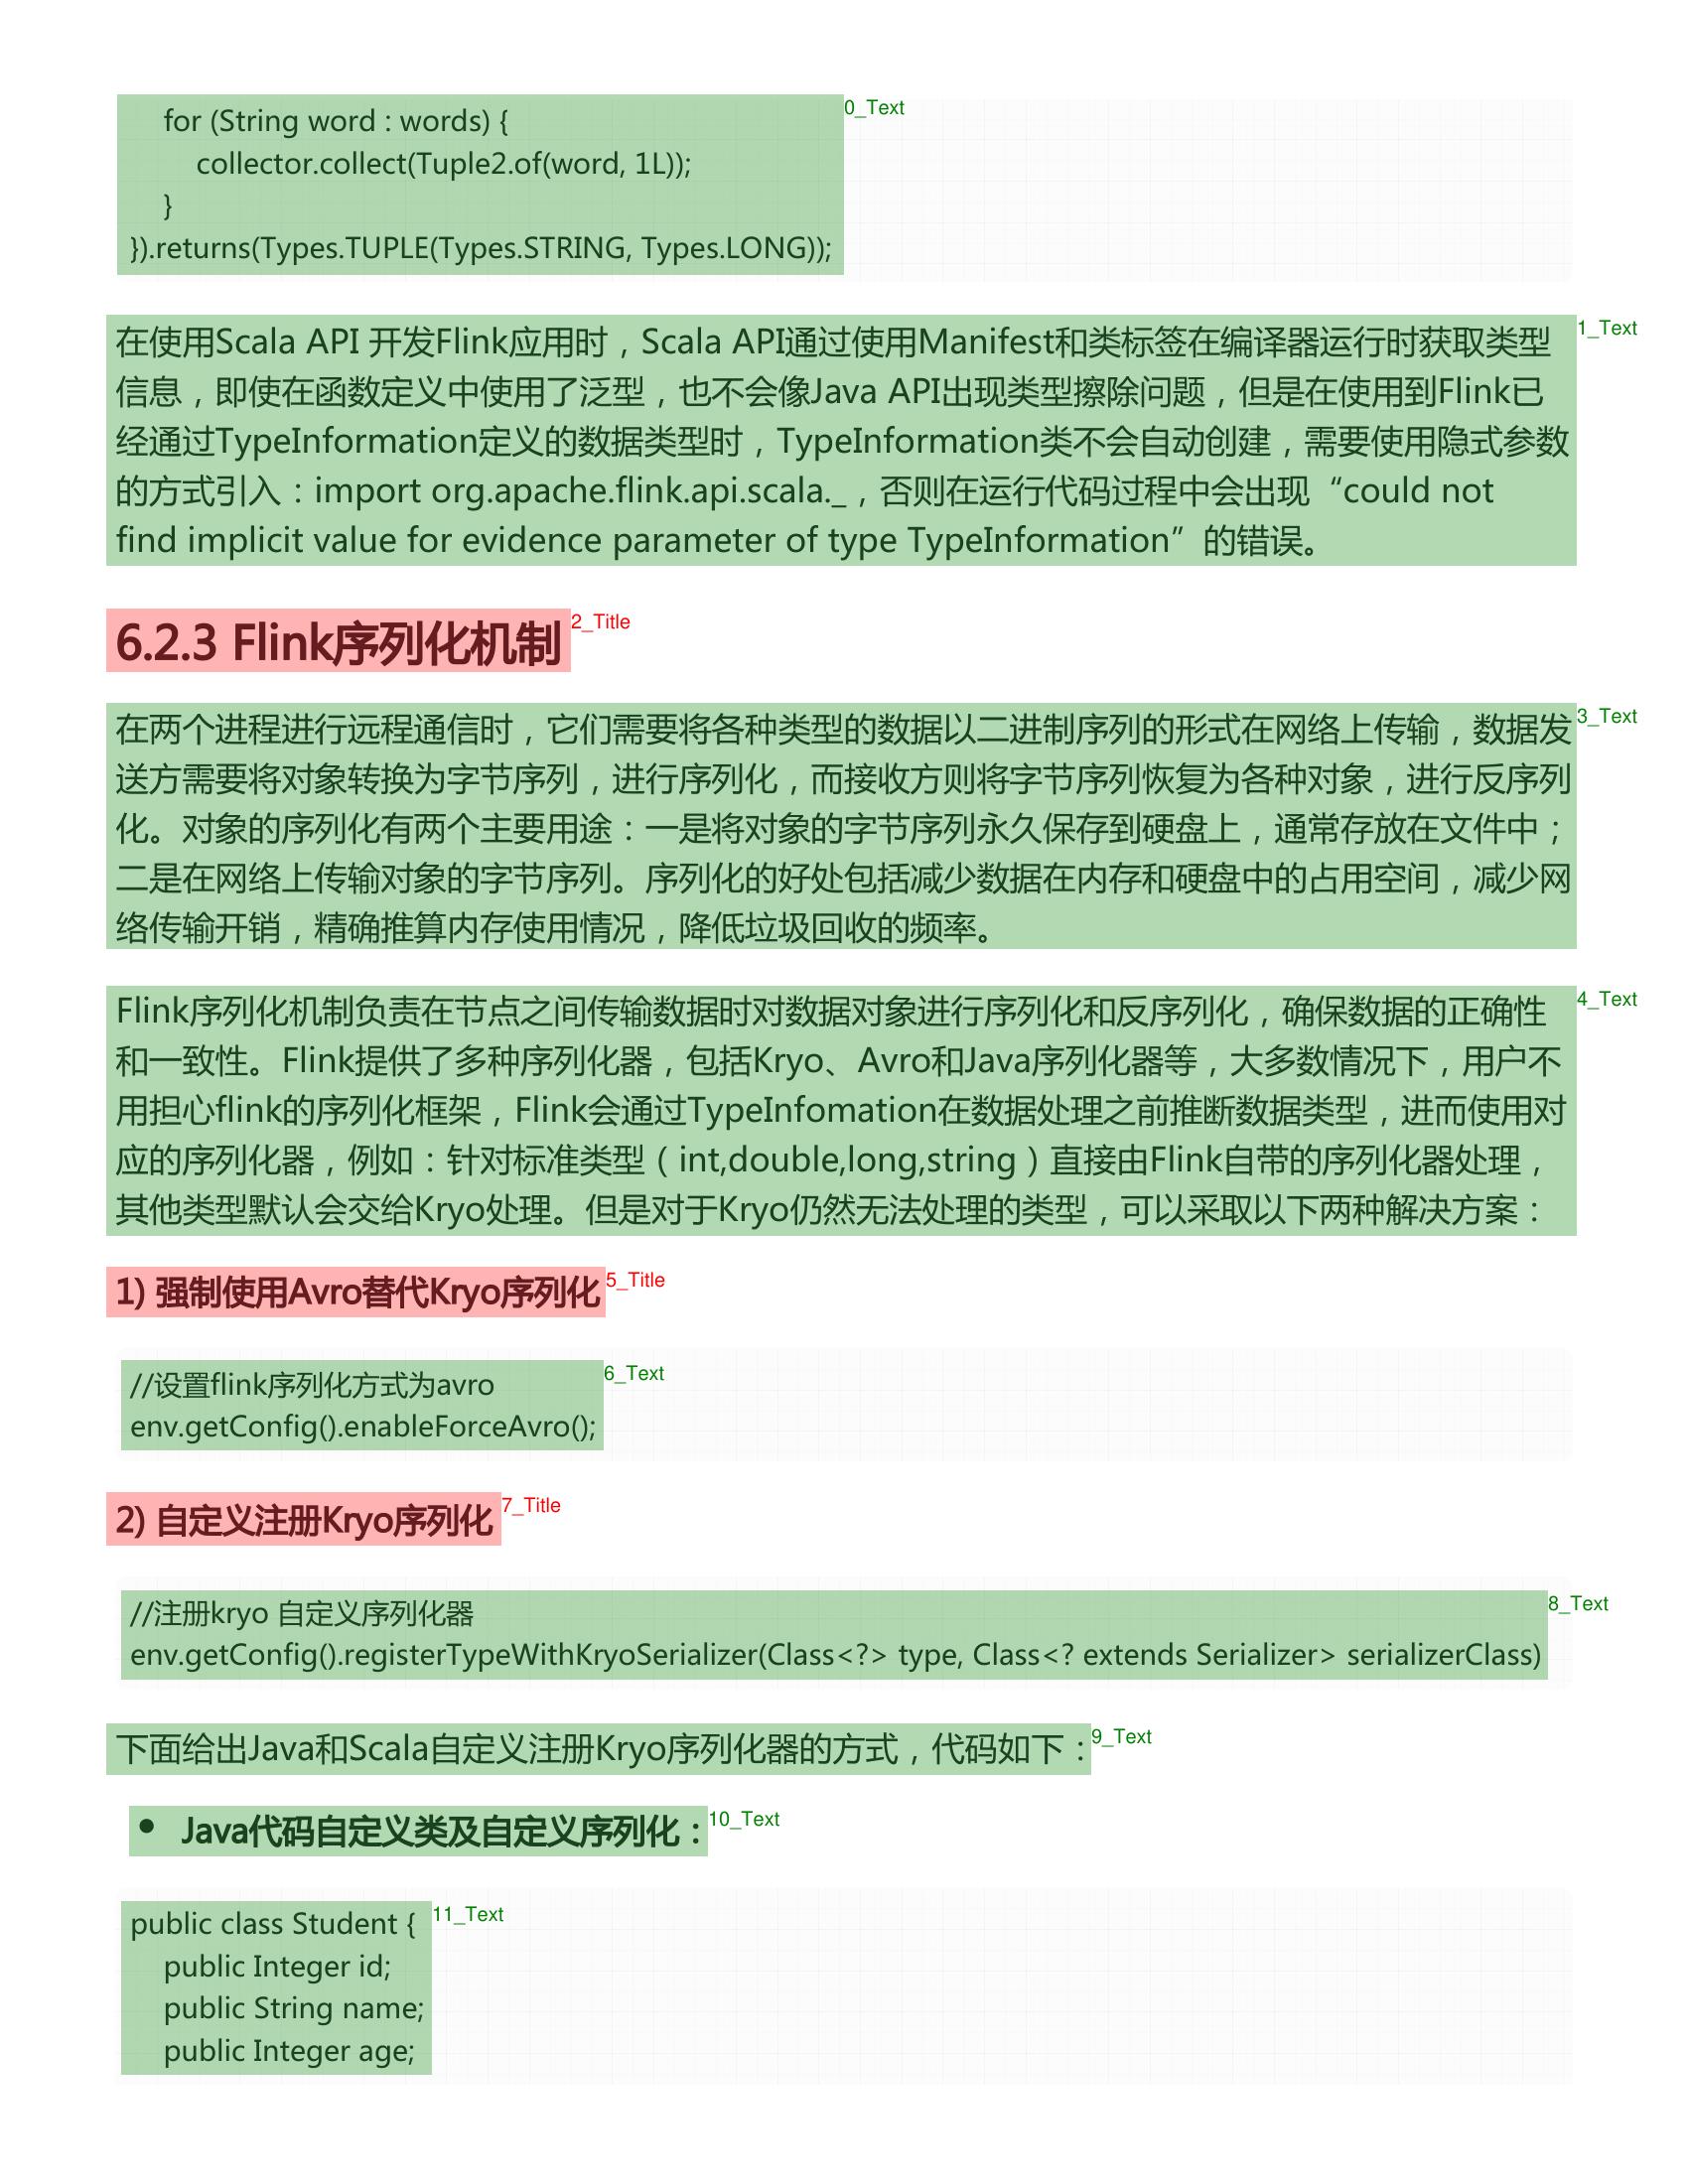 for (String word : words) {
collector.collect(Tuple2.of(word, 1L));
}
}).returns(Types.TUPLE(Types.STRING, Types.LONG));
0_Text
在使用Scala API 开发Flink应用时，Scala API通过使用Manifest和类标签在编译器运行时获取类型
信息，即使在函数定义中使用了泛型，也不会像Java API出现类型擦除问题，但是在使用到Flink已
经通过TypeInformation定义的数据类型时，TypeInformation类不会自动创建，需要使用隐式参数
的方式引入：import org.apache.flink.api.scala._，否则在运行代码过程中会出现“could not
find implicit value for evidence parameter of type TypeInformation”的错误。
1_Text
6.2.3 Flink序列化机制
2_Title
在两个进程进行远程通信时，它们需要将各种类型的数据以二进制序列的形式在网络上传输，数据发
送方需要将对象转换为字节序列，进行序列化，而接收方则将字节序列恢复为各种对象，进行反序列
化。对象的序列化有两个主要用途：一是将对象的字节序列永久保存到硬盘上，通常存放在文件中；
二是在网络上传输对象的字节序列。序列化的好处包括减少数据在内存和硬盘中的占用空间，减少网
络传输开销，精确推算内存使用情况，降低垃圾回收的频率。
3_Text
Flink序列化机制负责在节点之间传输数据时对数据对象进行序列化和反序列化，确保数据的正确性
和一致性。Flink提供了多种序列化器，包括Kryo、Avro和Java序列化器等，大多数情况下，用户不
用担心flink的序列化框架，Flink会通过TypeInfomation在数据处理之前推断数据类型，进而使用对
应的序列化器，例如：针对标准类型（int,double,long,string）直接由Flink自带的序列化器处理，
其他类型默认会交给Kryo处理。但是对于Kryo仍然无法处理的类型，可以采取以下两种解决方案：
4_Text
1) 强制使用Avro替代Kryo序列化
5_Title
//设置flink序列化方式为avro
env.getConfig().enableForceAvro();
6_Text
2) 自定义注册Kryo序列化
7_Title
//注册kryo 自定义序列化器
env.getConfig().registerTypeWithKryoSerializer(Class<?> type, Class<? extends Serializer> serializerClass)
8_Text
下面给出Java和Scala自定义注册Kryo序列化器的方式，代码如下：
9_Text
• Java代码自定义类及自定义序列化：
10_Text
public class Student {
public Integer id;
public String name;
public Integer age;
11_Text